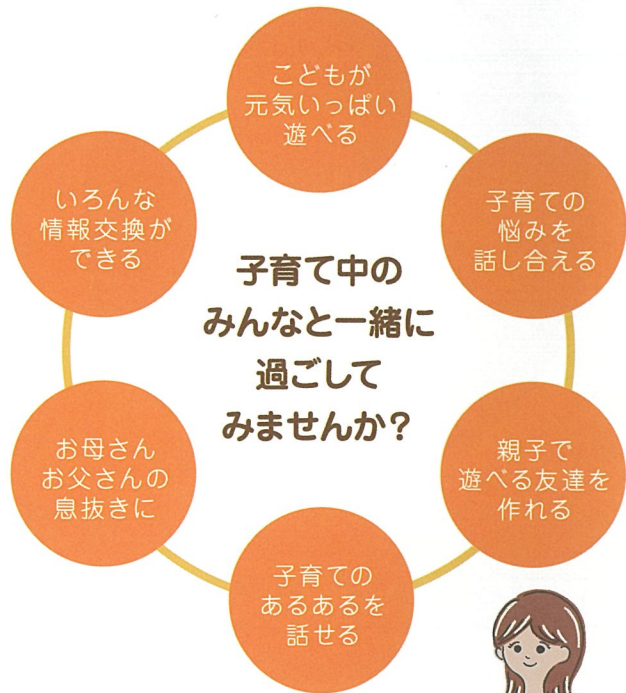 こどもが
元気いっぱい
遊べる
子育ての
悩みを
話し合える
親子で
遊べる友達を
作れる
子育ての
あるあるを
話せる
お母さん
お父さんの
息抜きに
いろんな
情報交換が
できる
子育て中の
みんなと一緒に
過ごして
みませんか?